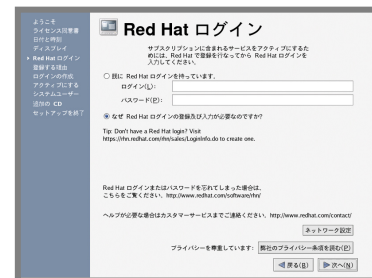 ようこそ
ライセンス同意書
日付と時刻
ディスプレイ
Red Hat ログイン
登録する理由
ログインの作成
アクティブにする
システムユーザー
追加の CD
セットアップを終了
Red Hat ログイン
サブスクリプションに含まれるサービスをアクティブにするた
めには、Red Hat で登録を行なってから Red Hat ログインを
入力してください。
既に Red Hat ログインを持っています。
ログイン(L):
パスワード(P):
なぜ Red Hat ログインの登録及び入力が必要なのですか?
Tip: Don't have a Red Hat login? Visit
https://rhn.redhat.com/rhn/sales/LoginInfo.do to create one.
Red Hat ログインまたはパスワードを忘れてしまった場合は、
こちらをご覧ください。http://www.redhat.com/software/rhn/
ヘルプが必要な場合はカスタマーサービスまでご連絡ください。http://www.redhat.com/contact/
ネットワーク設定
プライバシーを尊重しています: 弊社のプライバシー条項を読む(P)
戻る(B) 次へ(N)